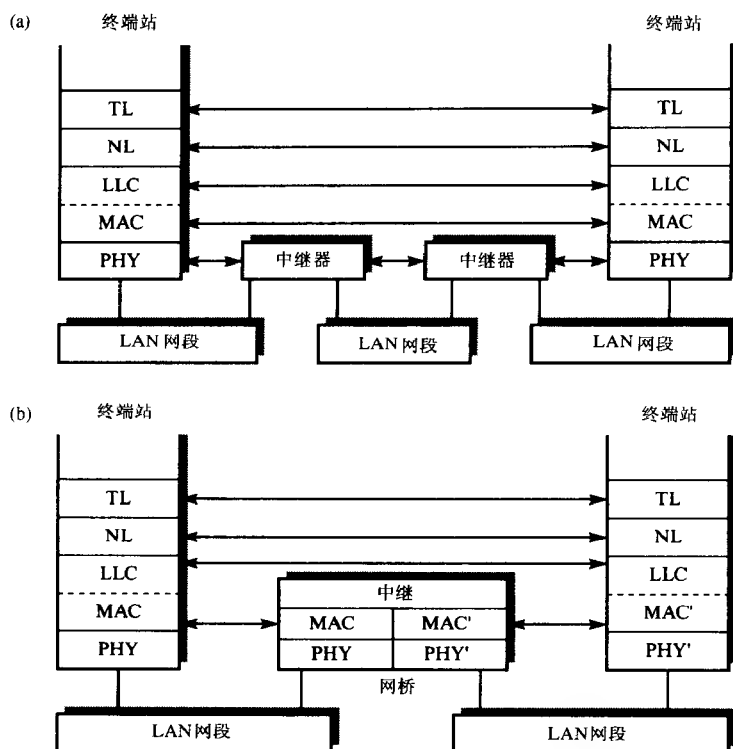 (a)
终端站 终端站
TL TL
NL NL
LLC LLC
MAC MAC
PHY 中继器 中继器 PHY
LAN 网段 LAN 网段 LAN 网段
(b)
终端站 终端站
TL TL
NL NL
LLC LLC
中继
MAC MAC MAC' MAC'
PHY PHY PHY' PHY'
网桥
LAN 网段 LAN网段